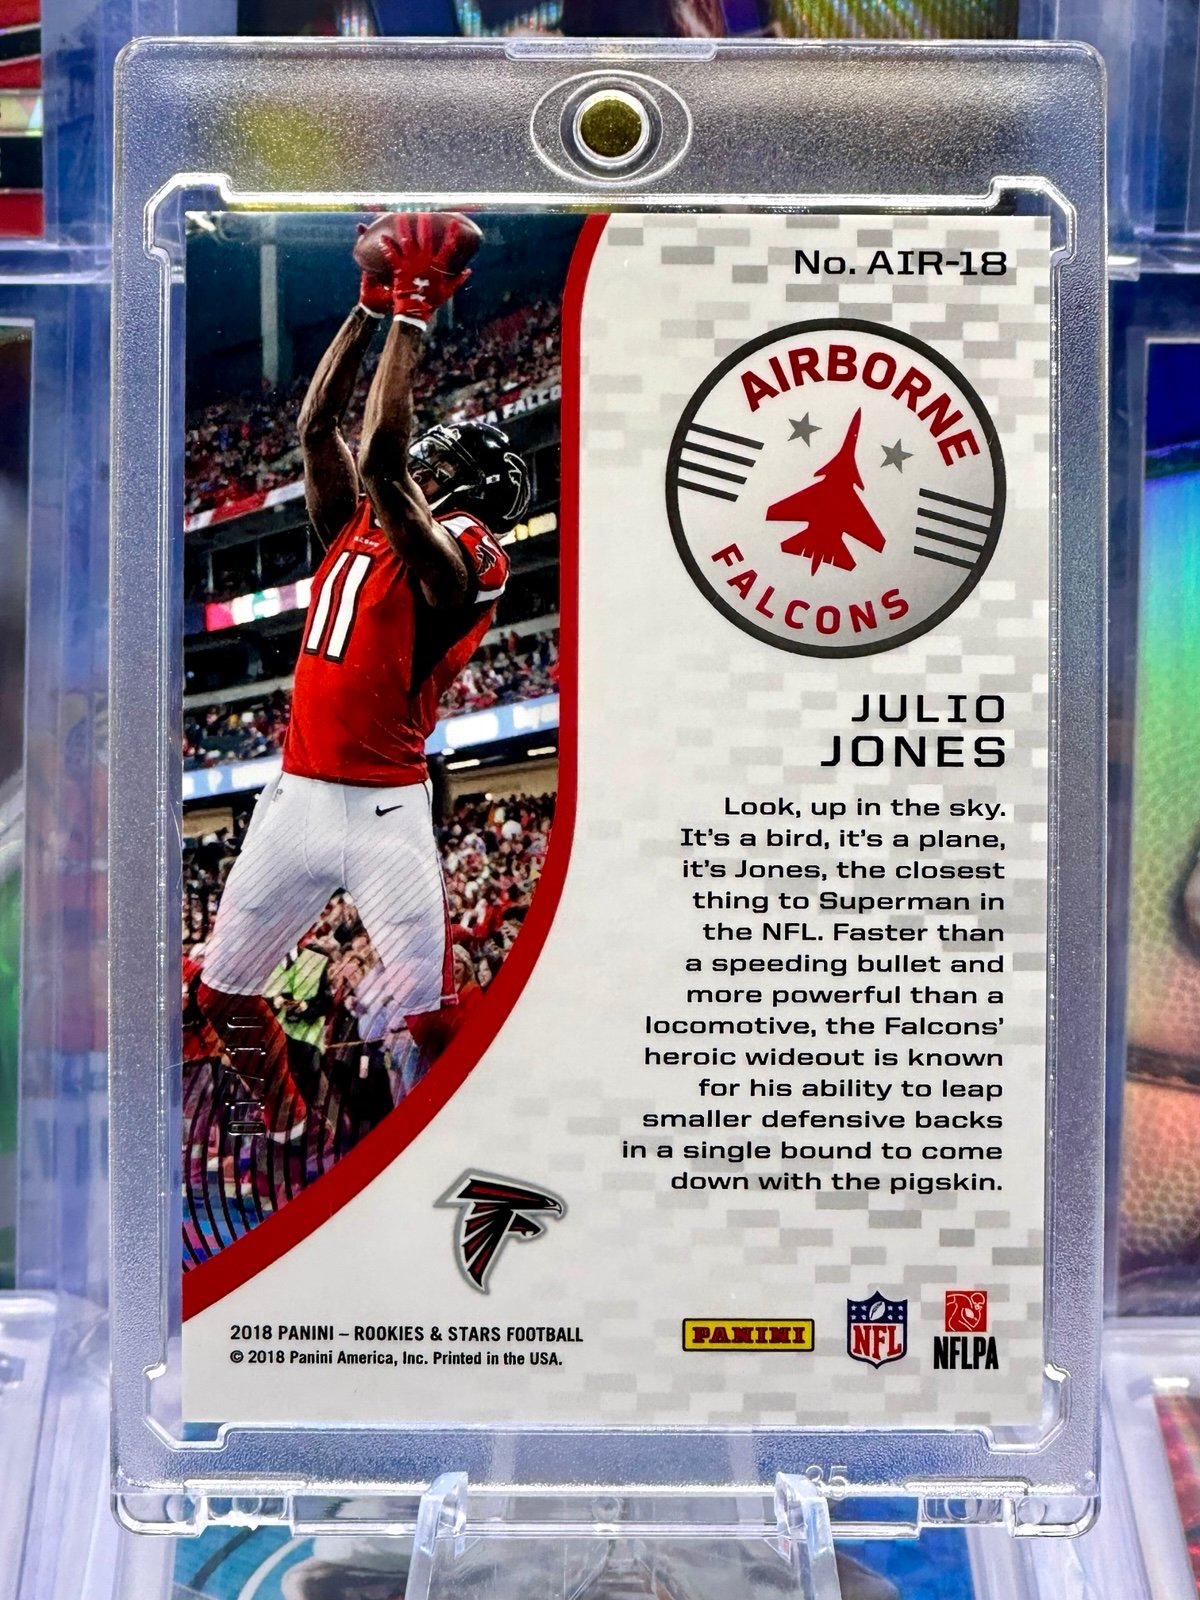 No. AIR-18
AIRBORNE
FALCONS
JULIO
JONES
Look, up in the sky.
It's a bird, it's a plane,
it's Jones, the closest
thing to Superman in
the NFL. Faster than
a speeding bullet and
more powerful than a
locomotive, the Falcons'
heroic wideout is known
for his ability to leap
smaller defensive backs
in a single bound to come
down with the pigskin.
11
FALCO
2018 PANINI – ROOKIES & STARS FOOTBALL
© 2018 Panini America, Inc. Printed in the USA.
PANINI
NFL
NFLPA
35